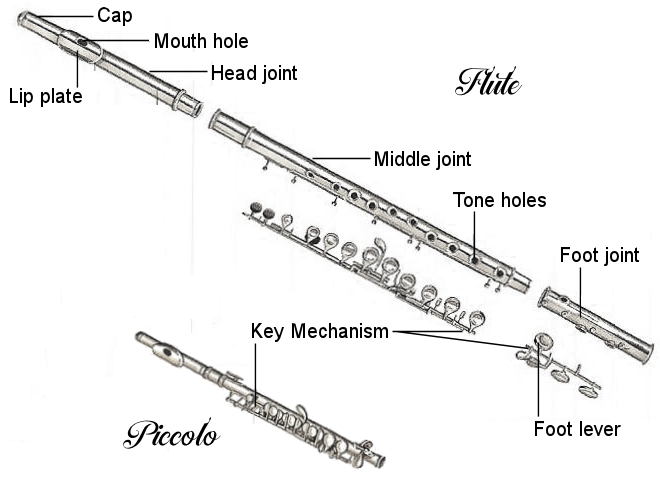 Cap
Mouth hole
Head joint
Lip plate
Flute
Middle joint
Tone holes
Foot joint
Key Mechanism
Piccolo
Foot lever